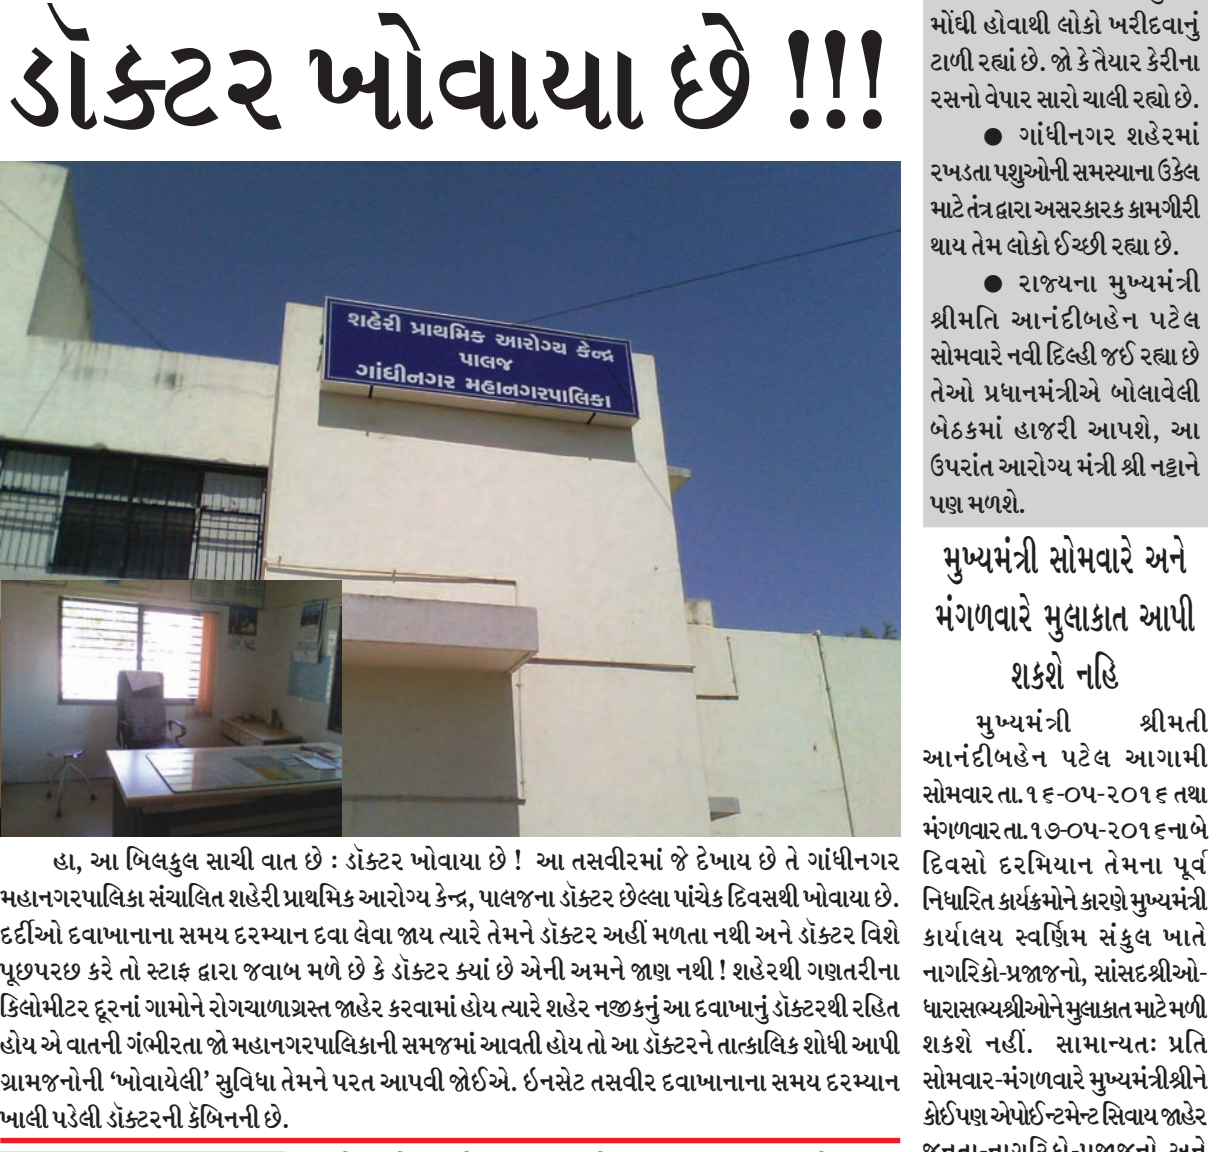 ડૉક્ટર ખોવાયા છે !!!
શહેરી પ્રાથમિક આરોગ્ય કેન્દ્ર
પાલજ
ગાંધીનગર મહાનગરપાલિકા
હા, આ બિલકુલ સાચી વાત છે : ડૉક્ટર ખોવાયા છે ! આ તસવીરમાં જે દેખાય છે તે ગાંધીનગર
મહાનગરપાલિકા સંચાલિત શહેરી પ્રાથમિક આરોગ્ય કેન્દ્ર, પાલજના ડૉક્ટર છેલ્લા પાંચેક દિવસથી ખોવાયા છે.
દર્દીઓ દવાખાનાના સમય દરમ્યાન દવા લેવા જાય ત્યારે તેમને ડૉક્ટર અહીં મળતા નથી અને ડૉક્ટર વિશે
પૂછપરછ કરે તો સ્ટાફ દ્વારા જવાબ મળે છે કે ડૉક્ટર ક્યાં છે એની અમને જાણ નથી ! શહેરથી ગણતરીના
કિલોમીટર દૂરનાં ગામોને રોગચાળાગ્રસ્ત જાહેર કરવામાં હોય ત્યારે શહેર નજીકનું આ દવાખાનું ડૉક્ટરથી રહિત
હોય એ વાતની ગંભીરતા જો મહાનગરપાલિકાની સમજમાં આવતી હોય તો આ ડૉક્ટરને તાત્કાલિક શોધી આપી
ગ્રામજનોની ‘ખોવાયેલી’ સુવિધા તેમને પરત આપવી જોઈએ. ઇનસેટ તસવીર દવાખાનાના સમય દરમ્યાન
ખાલી પડેલી ડૉક્ટરની કૅબિનની છે.
મોંઘી હોવાથી લોકો ખરીદવાનું
ટાળી રહ્યાં છે. જો કે તૈયાર કેરીના
રસનો વેપાર સારો ચાલી રહ્યો છે.
● ગાંધીનગર શહેરમાં
રખડતા પશુઓની સમસ્યાના ઉકેલ
માટે તંત્ર દ્વારા અસરકારક કામગીરી
થાય તેમ લોકો ઈચ્છી રહ્યા છે.
● રાજ્યના મુખ્યમંત્રી
શ્રીમતિ આનંદીબહેન પટેલ
સોમવારે નવી દિલ્હી જઈ રહ્યા છે
તેઓ પ્રધાનમંત્રીએ બોલાવેલી
બેઠકમાં હાજરી આપશે, આ
ઉપરાંત આરોગ્ય મંત્રી શ્રી નટ્ટાને
પણ મળશે.
મુખ્યમંત્રી સોમવારે અને
મંગળવારે મુલાકાત આપી
શકશે નહિ
મુખ્યમંત્રી શ્રીમતી
આનંદીબહેન પટેલ આગામી
સોમવાર તા.૧૬-૦૫-૨૦૧૬ તથા
મંગળવાર તા.૧૭-૦૫-૨૦૧૬ના બે
દિવસો દરમિયાન તેમના પૂર્વ
નિધારિત કાર્યક્રમોને કારણે મુખ્યમંત્રી
કાર્યાલય સ્વર્ણિમ સંકુલ ખાતે
નાગરિકો-પ્રજાજનો, સાંસદશ્રીઓ-
ધારાસભ્યશ્રીઓને મુલાકાત માટે મળી
શકશે નહીં. સામાન્યતઃ પ્રતિ
સોમવાર-મંગળવારે મુખ્યમંત્રીશ્રીને
કોઈપણ એપોઈન્ટમેન્ટ સિવાય જાહેર